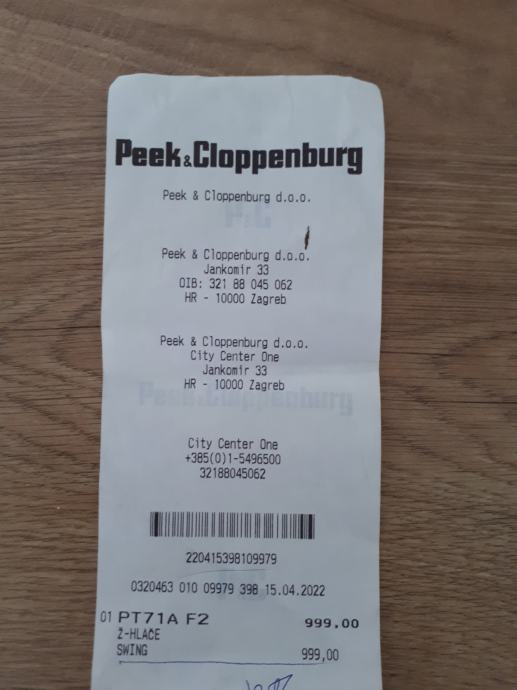 Peek & Cloppenburg
Peek & Cloppenburg d.o.o.
Peek & Cloppenburg d.o.o.
Jankomir 33
OIB: 321 88 045 062
HR - 10000 Zagreb
Peek & Cloppenburg d.o.o.
City Center One
Jankomir 33
HR - 10000 Zagreb
City Center One
+385(0)1-5496500
32188045062
220415398109979
0320463 010 09979 398 15.04.2022
01 PT71A F2 999,00
Ž-HLAČE
SWING 999,00